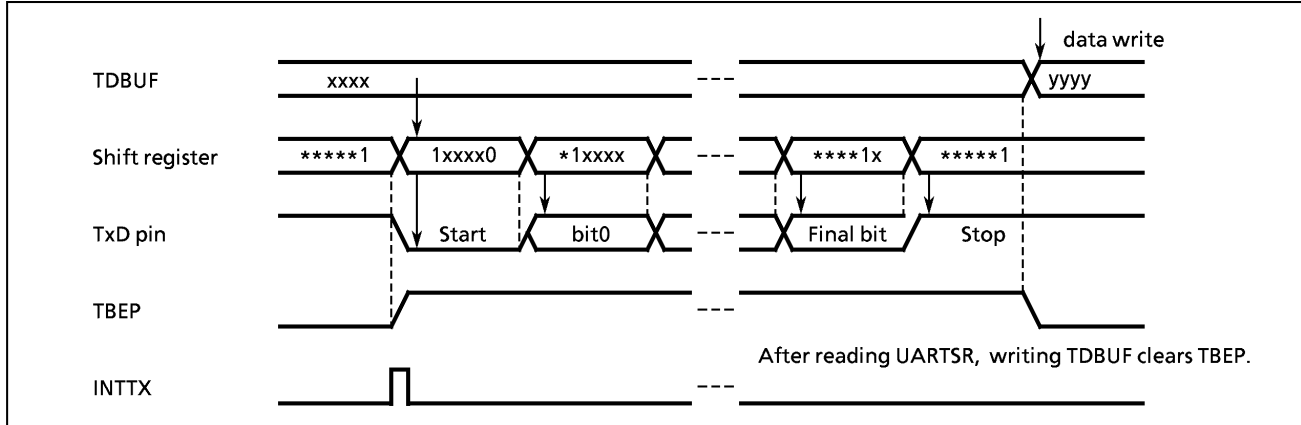 data write
TDBUF xxxx yyyy
Shift register *****1 1xxxx0 *1xxxx ****1x *****1
TxD pin Start bit0 Final bit Stop
TBEP
After reading UARTSR, writing TDBUF clears TBEP.
INTTX